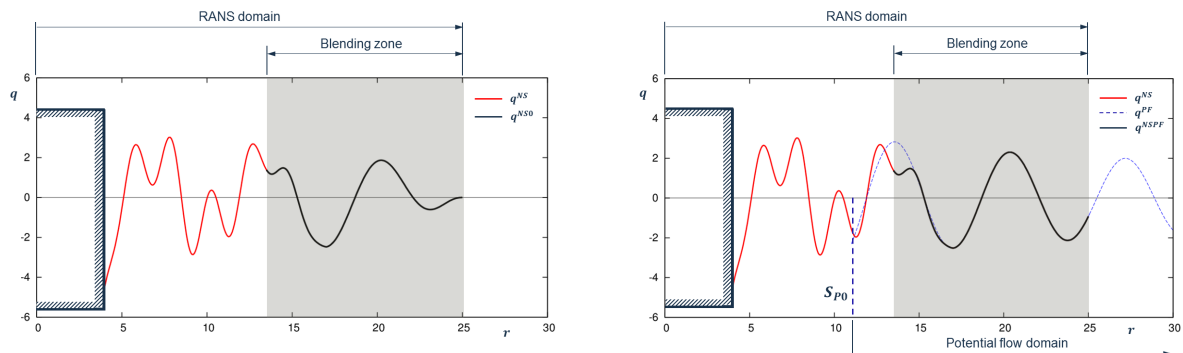 RANS domain
Blending zone
6
q
4
2
0
-2
-4
-6
q^NS
q^NS0
0
5
10
15
20
25
r
30
RANS domain
Blending zone
6
q
4
2
0
-2
-4
-6
q^NS
q^PF
q^NSPF
S_P0
0
5
10
15
20
25
r
30
Potential flow domain